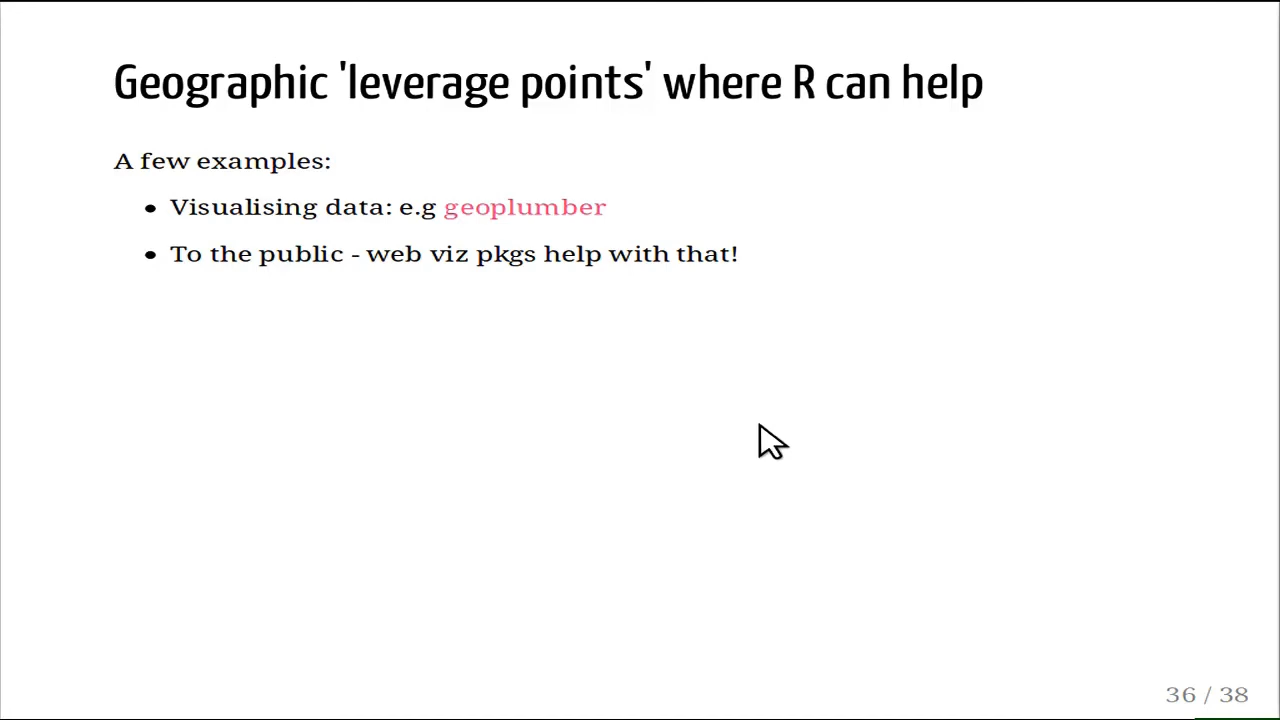 Geographic 'leverage points' where R can help
A few examples:
• Visualising data: e.g geoplumber
• To the public - web viz pkgs help with that!
36 / 38